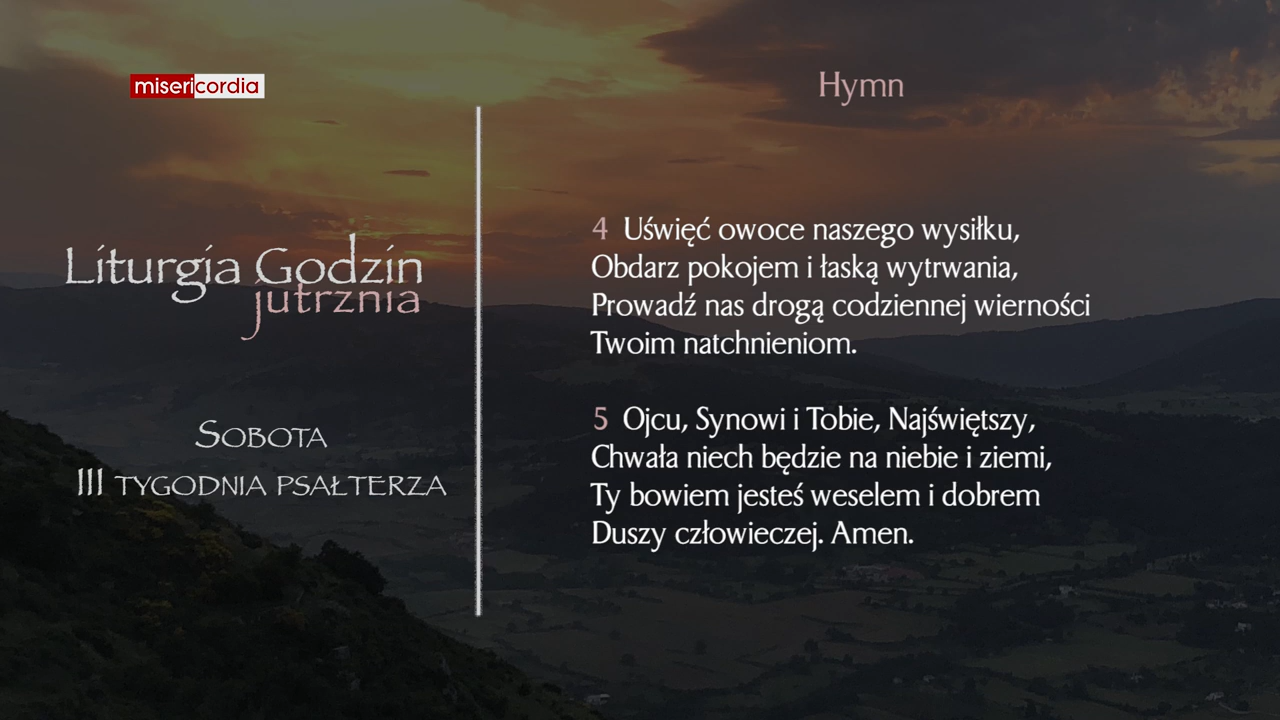 misericordia
Liturgia Godzin
jutrznia
Sobota
III tygodnia psałterza
Hymn
4 Uświęć owoce naszego wysiłku,
Obdarz pokojem i łaską wytrwania,
Prowadź nas drogą codziennej wierności
Twoim natchnieniom.
5 Ojcu, Synowi i Tobie, Najświętszy,
Chwała niech będzie na niebie i ziemi,
Ty bowiem jesteś weselem i dobrem
Duszy człowieczej. Amen.